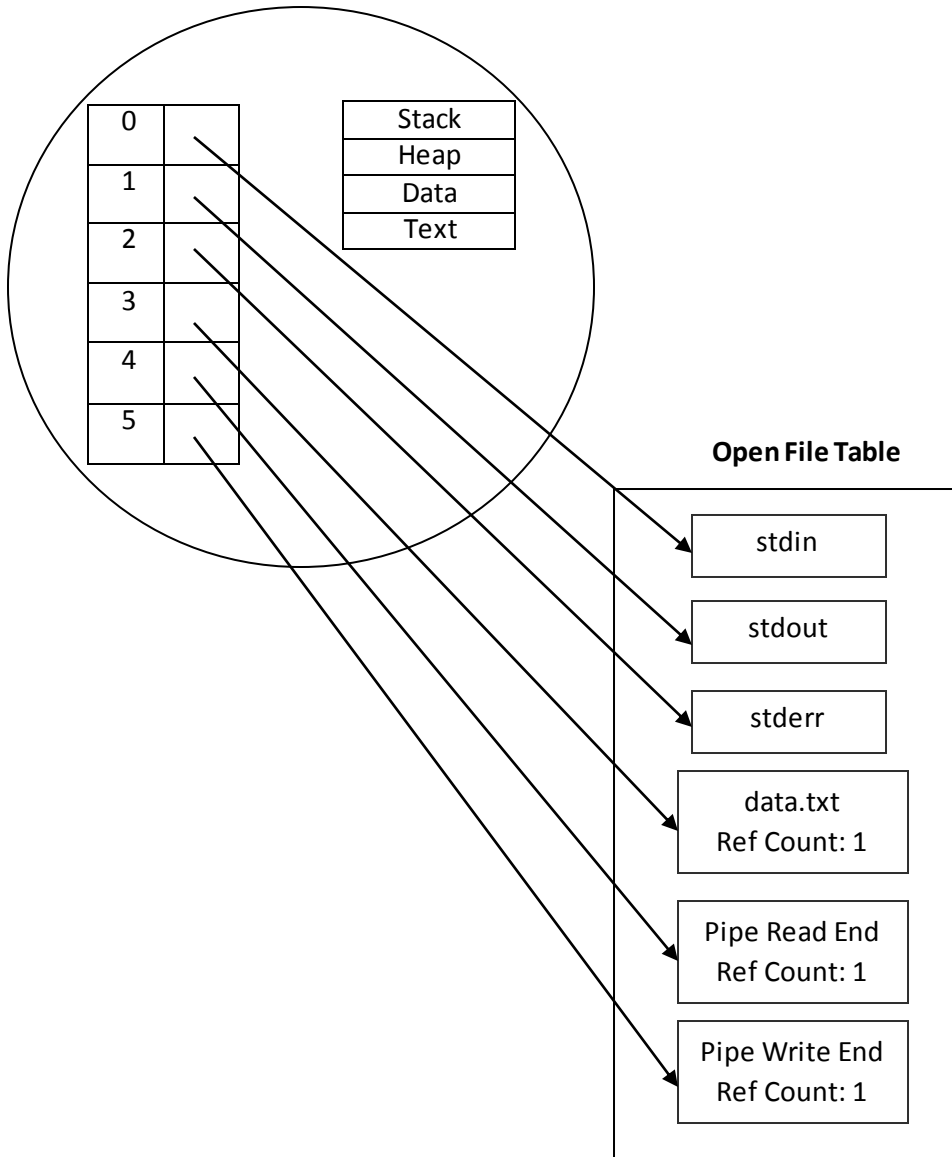 0
1
2
3
4
5
Stack
Heap
Data
Text
Open File Table
stdin
stdout
stderr
data.txt
Ref Count: 1
Pipe Read End
Ref Count: 1
Pipe Write End
Ref Count: 1